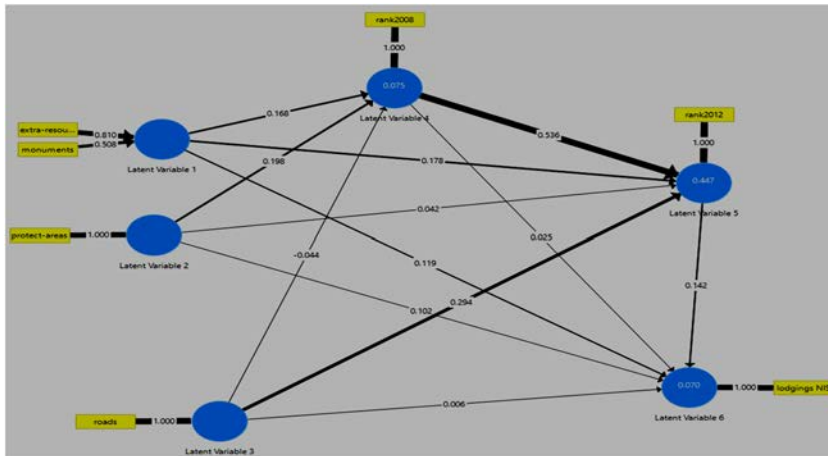 rank2008
1.000
0.075
Latent Variable 4
rank2012
1.000
0.447
Latent Variable 5
extra-resou...
0.810
monuments
0.508
Latent Variable 1
0.168
0.536
0.178
0.198
protect-areas
1.000
Latent Variable 2
0.042
0.025
-0.044
0.119
0.142
0.102
0.294
roads
1.000
Latent Variable 3
0.006
0.070
1.000
lodgings NIS
Latent Variable 6